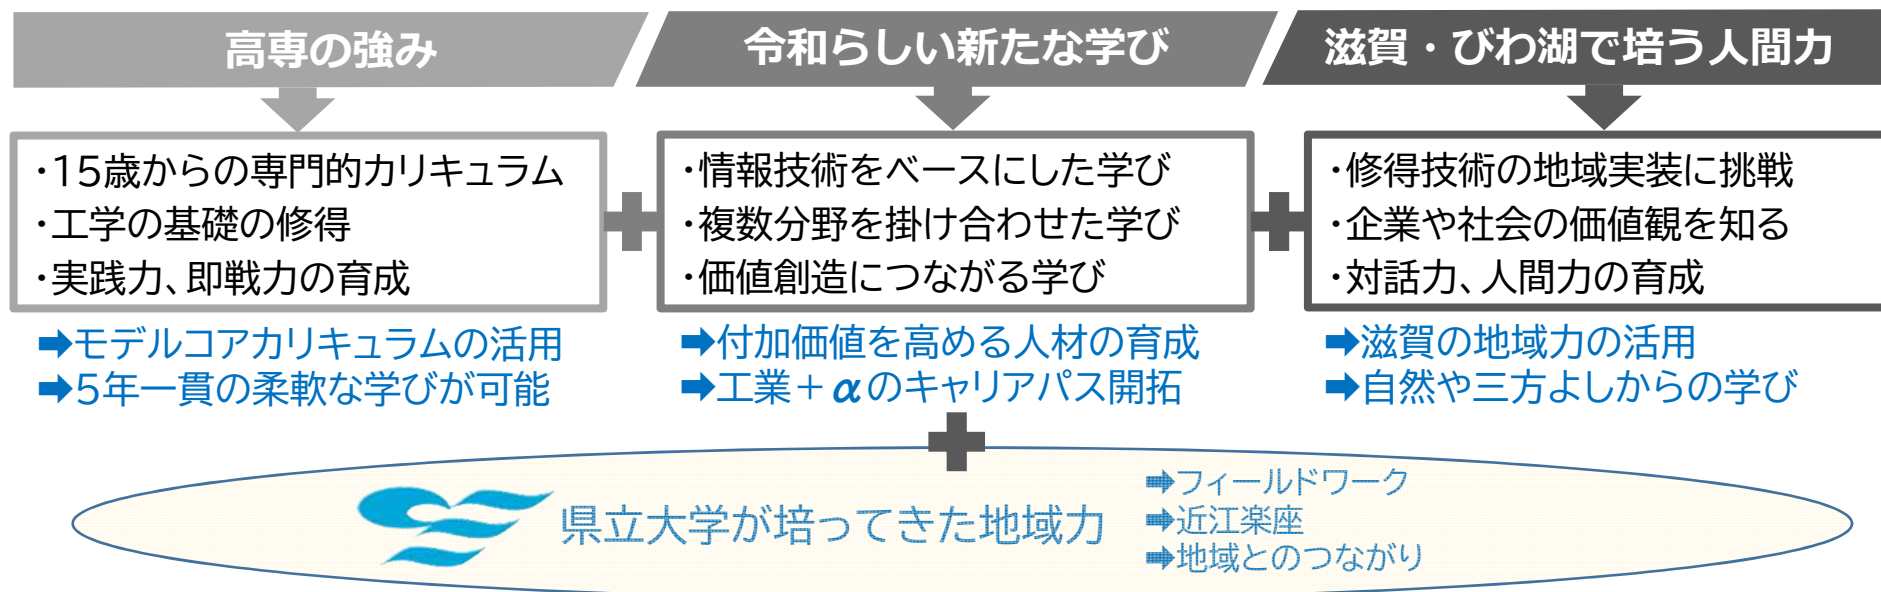 高専の強み
令和らしい新たな学び
滋賀・びわ湖で培う人間力
・15歳からの専門的カリキュラム
・工学の基礎の修得
・実践力、即戦力の育成
・情報技術をベースにした学び
・複数分野を掛け合わせた学び
・価値創造につながる学び
・修得技術の地域実装に挑戦
・企業や社会の価値観を知る
・対話力、人間力の育成
➡モデルコアカリキュラムの活用
➡5年一貫の柔軟な学びが可能
➡付加価値を高める人材の育成
➡工業＋αのキャリアパス開拓
➡滋賀の地域力の活用
➡自然や三方よしからの学び
県立大学が培ってきた地域力
➡フィールドワーク
➡近江楽座
➡地域とのつながり